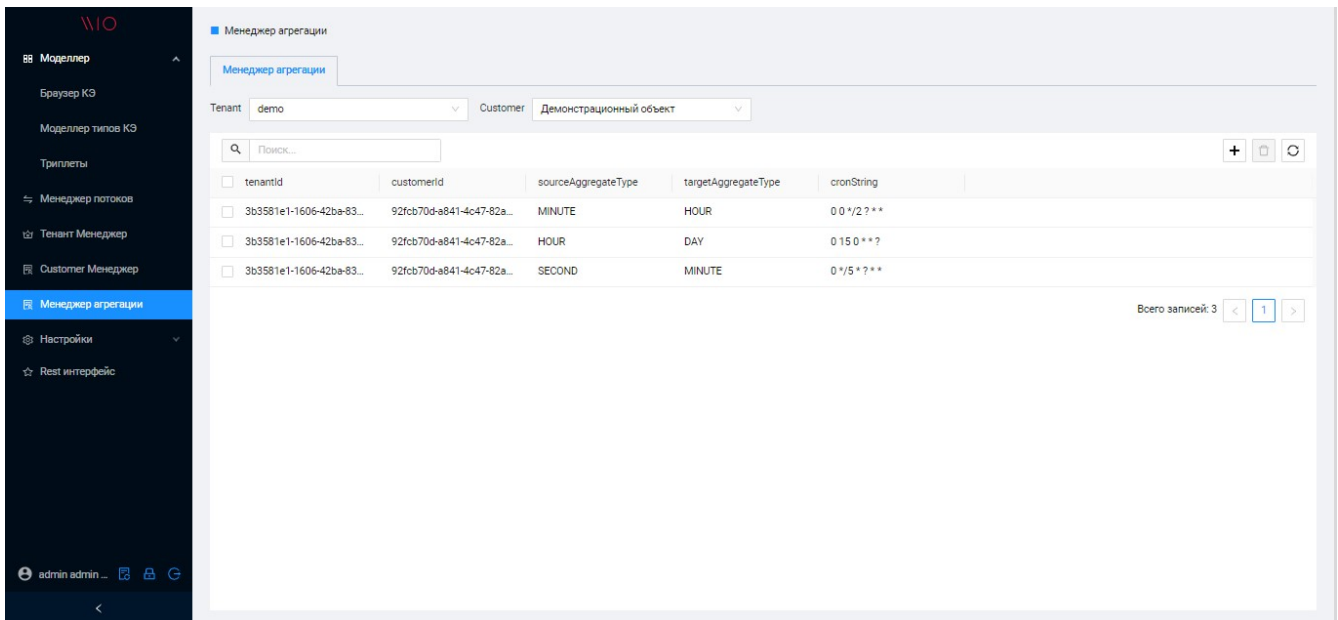 WIO
Моделлер
Браузер КЭ
Моделлер типов КЭ
Триплеты
Менеджер потоков
Тенант Менеджер
Customer Менеджер
Менеджер агрегации
Настройки
Rest интерфейс
admin admin ...
Менеджер агрегации
Менеджер агрегации
Tenant demo Customer Демонстрационный объект
Поиск...
tenantId customerId sourceAggregateType targetAggregateType cronString
3b3581e1-1606-42ba-83... 92fcb70d-a841-4c47-82a... MINUTE HOUR 0 0 */2 ? * *
3b3581e1-1606-42ba-83... 92fcb70d-a841-4c47-82a... HOUR DAY 0 15 0 * * ?
3b3581e1-1606-42ba-83... 92fcb70d-a841-4c47-82a... SECOND MINUTE 0 */5 * ? * *
Всего записей: 3 < 1 >